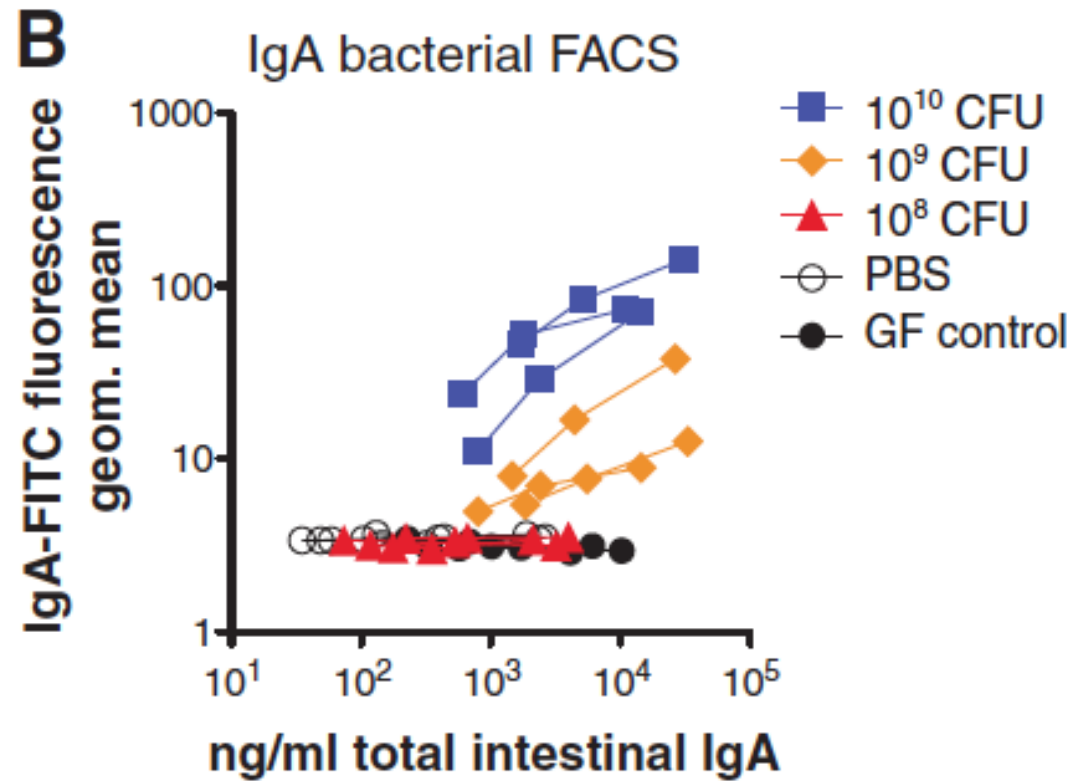 B
IgA bacterial FACS
IgA-FITC fluorescence
geom. mean
1000
100
10
1
10¹
10²
10³
10⁴
10⁵
ng/ml total intestinal IgA
10¹⁰ CFU
10⁹ CFU
10⁸ CFU
PBS
GF control